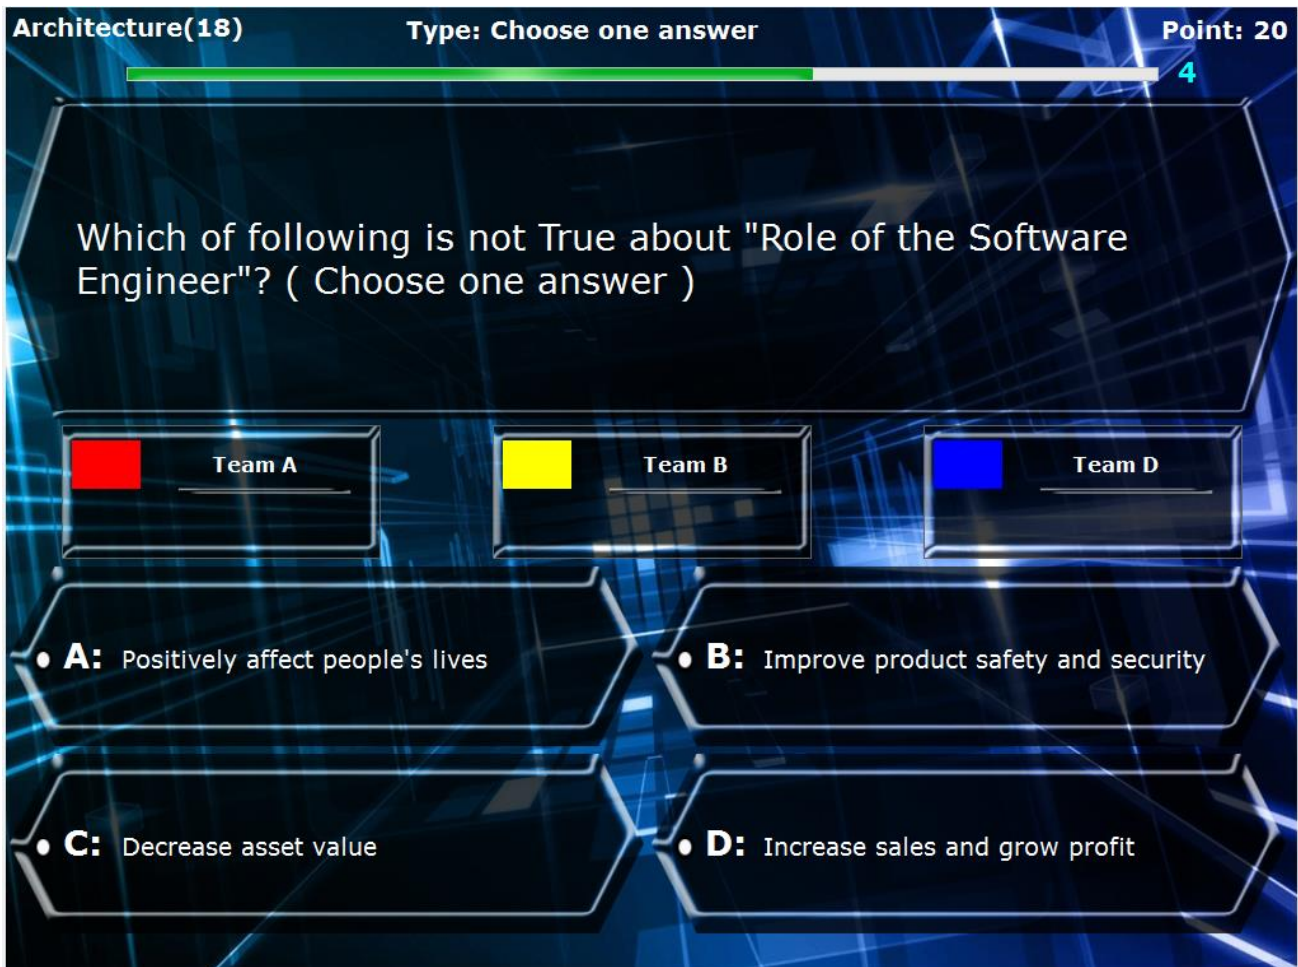 Architecture(18) Type: Choose one answer Point: 20
4
Which of following is not True about "Role of the Software
Engineer"? ( Choose one answer )
Team A Team B Team D
A: Positively affect people's lives B: Improve product safety and security
C: Decrease asset value D: Increase sales and grow profit